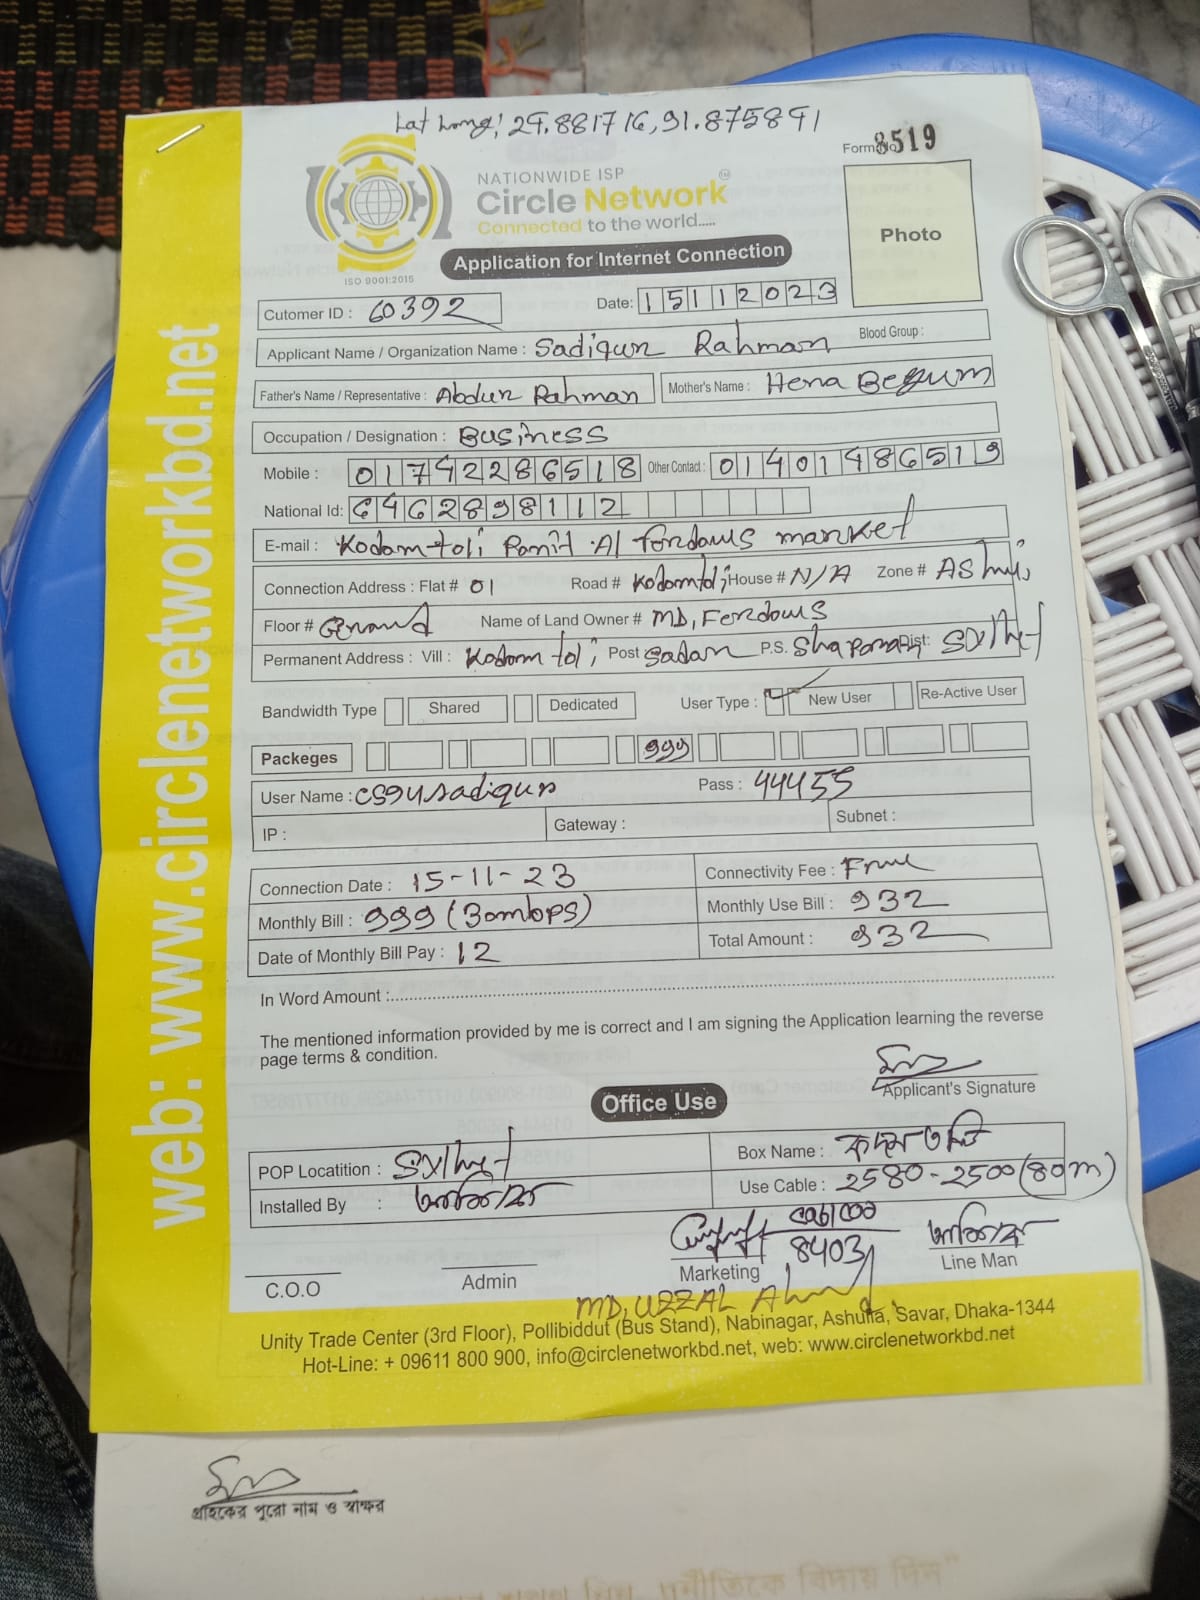 Lat Long: 24.881716, 91.875891
Form No. 8519
NATIONWIDE ISP
Circle Network
Connected to the world.....
ISO 9001:2015
Application for Internet Connection
Photo
Cutomer ID : 60392 Date: 15112023
Applicant Name / Organization Name : Sadiqur Rahman Blood Group :
Father's Name / Representative : Abdur Rahman Mother's Name : Hena Begum
Occupation / Designation : Business
Mobile : 01742286518 Other Contact : 01401486519
National Id: 6462898112
E-mail : Kodamtoli Al ferdows market
Connection Address : Flat # 01 Road # Kodomtoli House # N/A Zone #
Floor # Name of Land Owner # MD, Ferdows
Permanent Address : Vill : Kodomtoli Post Sadar P.S. Dist: Sylhet
Bandwidth Type Shared Dedicated User Type : New User Re-Active User
Packeges 999
User Name : Pass : 44455
IP : Gateway : Subnet :
Connection Date : 15-11-23 Connectivity Fee : Free
Monthly Bill : 999 (30mbps) Monthly Use Bill : 932
Date of Monthly Bill Pay : 12 Total Amount : 932
In Word Amount :
The mentioned information provided by me is correct and I am signing the Application learning the reverse
page terms & condition.
Applicant's Signature
Office Use
POP Locatition : Sylhet Box Name : কদমতলি
Installed By : Use Cable : 2580-2500 (80m)
8403
C.O.O Admin Marketing Line Man
MD, UZZAL Ahmed
Unity Trade Center (3rd Floor), Pollibiddut (Bus Stand), Nabinagar, Ashulia, Savar, Dhaka-1344
Hot-Line: + 09611 800 900, info@circlenetworkbd.net, web: www.circlenetworkbd.net
web: www.circlenetworkbd.net
গ্রাহকের পুরো নাম ও স্বাক্ষর
দুর্নীতিকে বিদায় দিন"